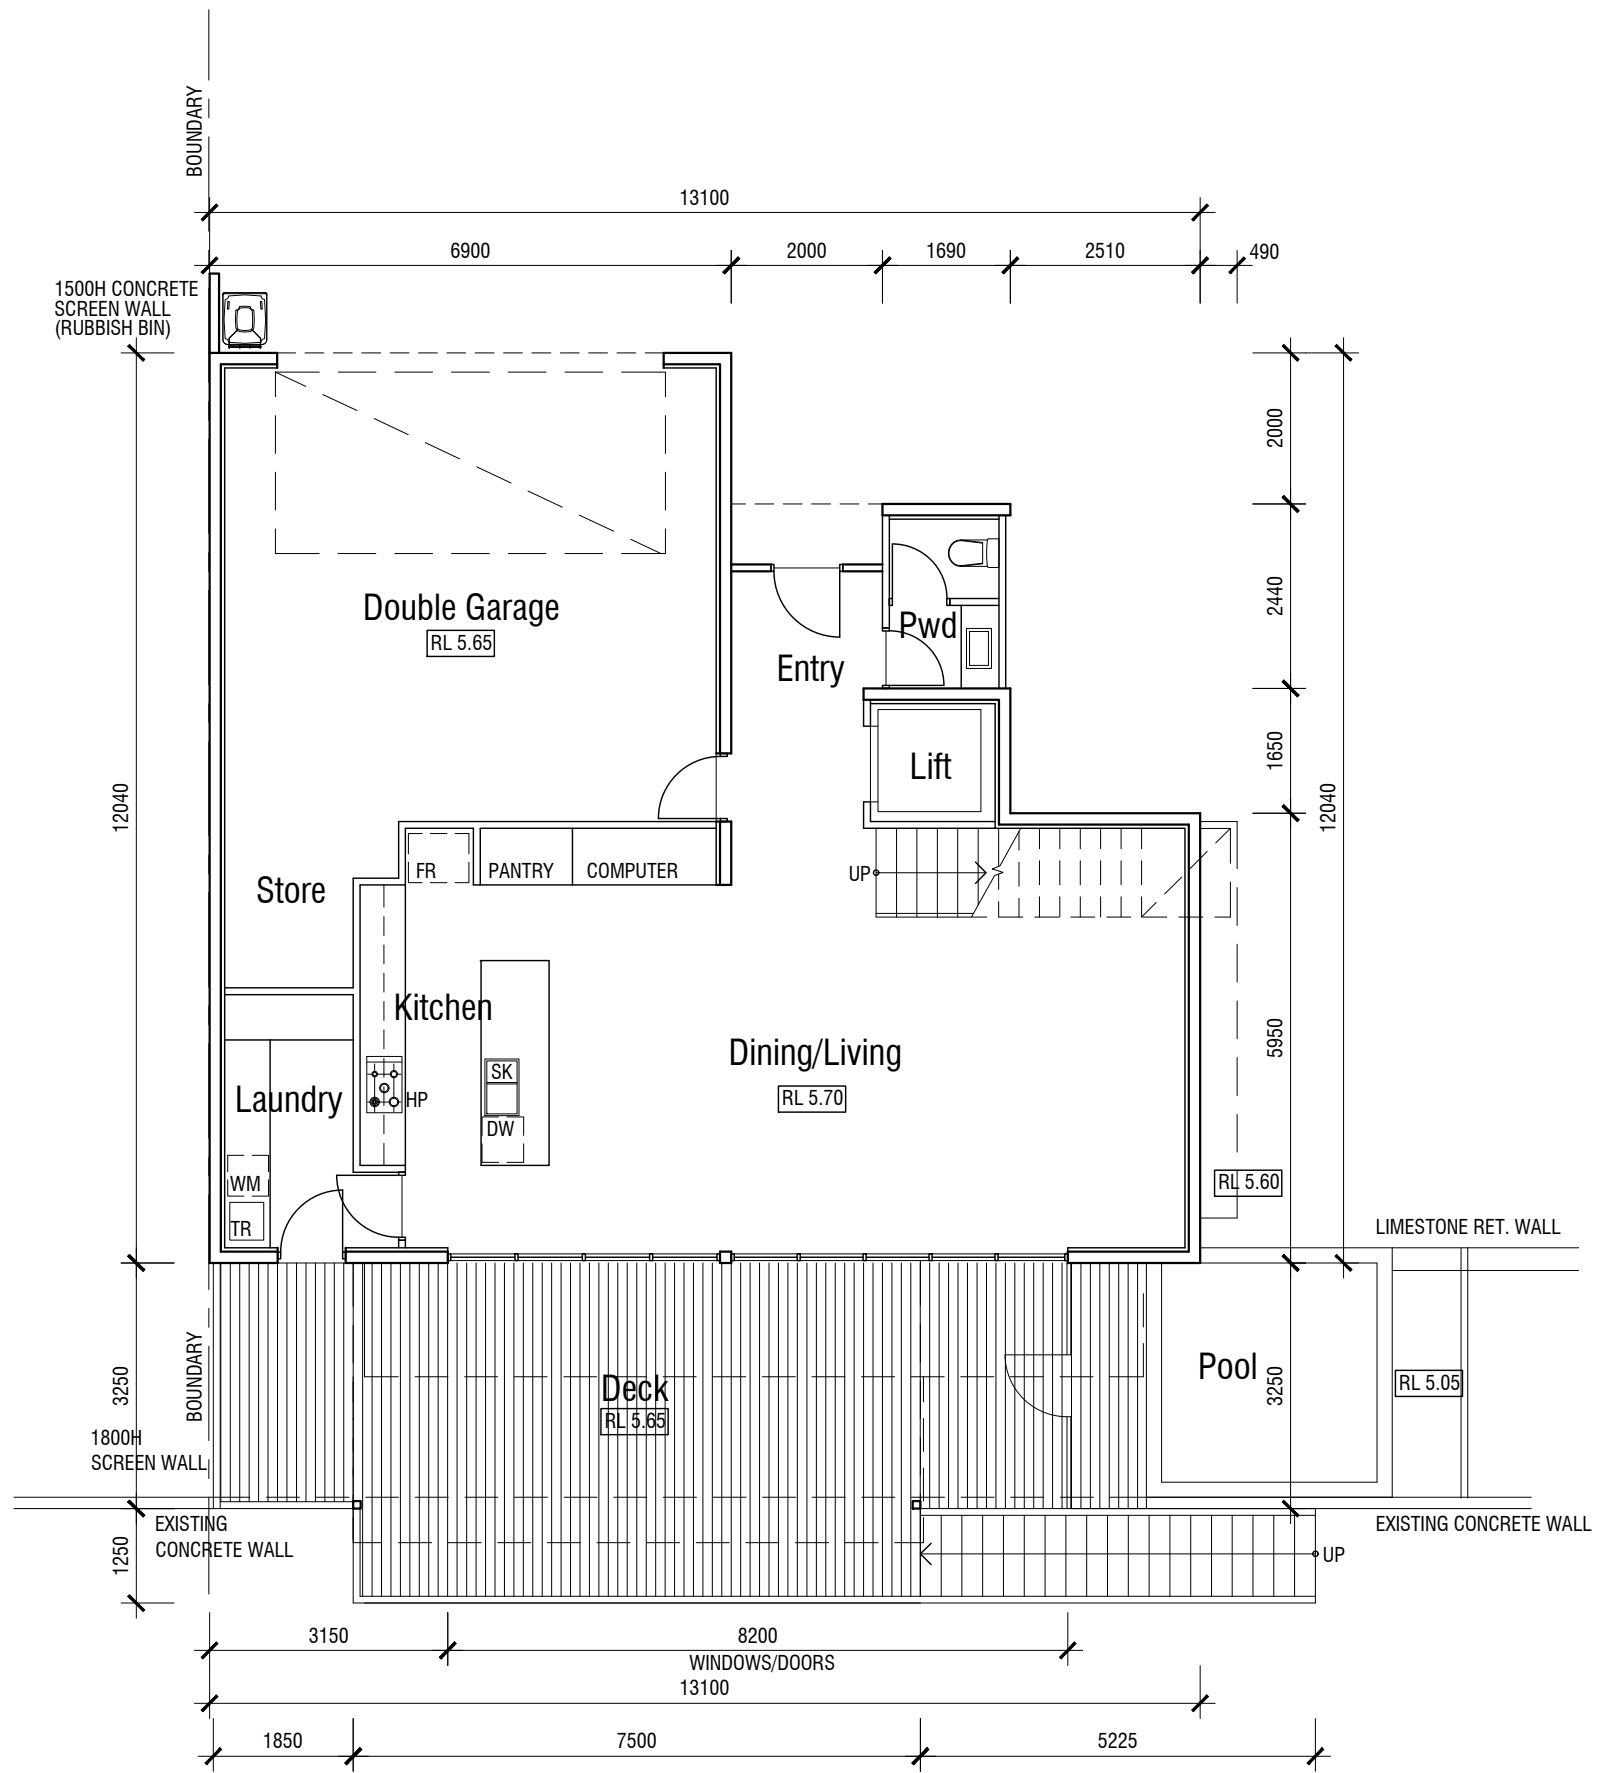 BOUNDARY
13100
6900
2000
1690
2510
490
1500H CONCRETE
SCREEN WALL
(RUBBISH BIN)
2000
Double Garage
RL 5.65
2440
Pwd
Entry
1650
Lift
12040
12040
FR
PANTRY
COMPUTER
UP
Store
Kitchen
5950
Dining/Living
RL 5.70
SK
Laundry
HP
DW
WM
RL 5.60
TR
LIMESTONE RET. WALL
BOUNDARY
3250
Deck
RL 5.65
Pool
3250
RL 5.05
1800H
SCREEN WALL
EXISTING
CONCRETE WALL
EXISTING CONCRETE WALL
1250
UP
3150
8200
WINDOWS/DOORS
13100
1850
7500
5225